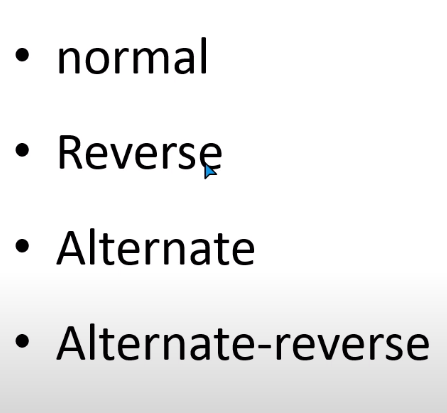 • normal
• Reverse
• Alternate
• Alternate-reverse